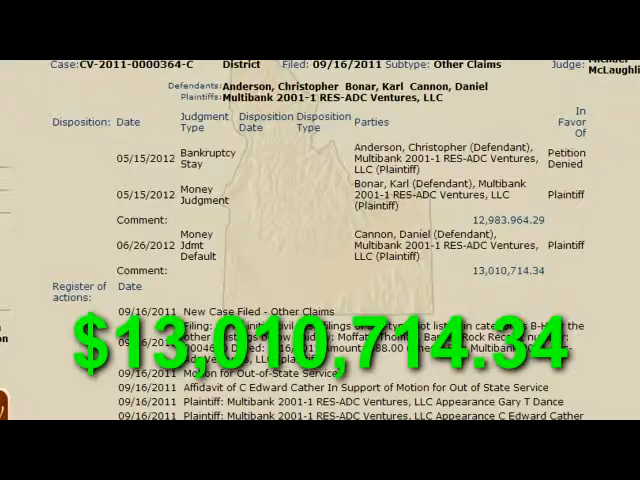 Case:CV-2011-0000364-C District Filed: 09/16/2011 Subtype: Other Claims Judge: Michael McLaughlin
Defendants: Anderson, Christopher Bonar, Karl Cannon, Daniel
Plaintiffs: Multibank 2001-1 RES-ADC Ventures, LLC
Disposition: Date Judgment Type Disposition Date Disposition Type Parties In Favor Of
05/15/2012 Bankruptcy Stay Anderson, Christopher (Defendant), Multibank 2001-1 RES-ADC Ventures, LLC (Plaintiff) Petition Denied
05/15/2012 Money Judgment Bonar, Karl (Defendant), Multibank 2001-1 RES-ADC Ventures, LLC (Plaintiff) Plaintiff
Comment: 12,983.964.29
06/26/2012 Money Jdmt Default Cannon, Daniel (Defendant), Multibank 2001-1 RES-ADC Ventures, LLC (Plaintiff) Plaintiff
Comment: 13,010,714.34
Register of actions: Date
09/16/2011 New Case Filed - Other Claims
$13,010,714.34
09/16/2011 Motion for Out-of-State Service
09/16/2011 Affidavit of C Edward Cather In Support of Motion for Out of State Service
09/16/2011 Plaintiff: Multibank 2001-1 RES-ADC Ventures, LLC Appearance Gary T Dance
09/16/2011 Plaintiff: Multibank 2001-1 RES-ADC Ventures, LLC Appearance C Edward Cather